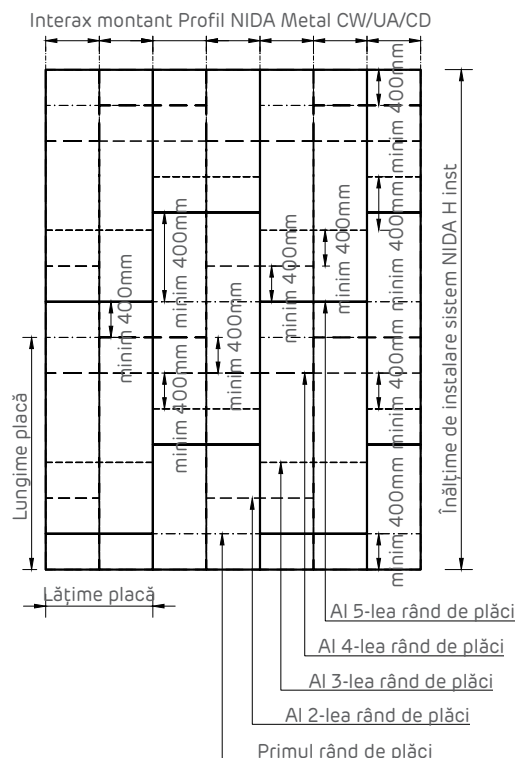 Interax montant Profil NIDA Metal CW/UA/CD
minim 400mm
minim 400mm
minim 400mm
minim 400mm
minim 400mm
minim 400mm
minim 400mm
minim 400mm
minim 400mm
minim 400mm
minim 400mm
Înălțime de instalare sistem NIDA H inst
Lungime placă
Lățime placă
Al 5-lea rând de plăci
Al 4-lea rând de plăci
Al 3-lea rând de plăci
Al 2-lea rând de plăci
Primul rând de plăci